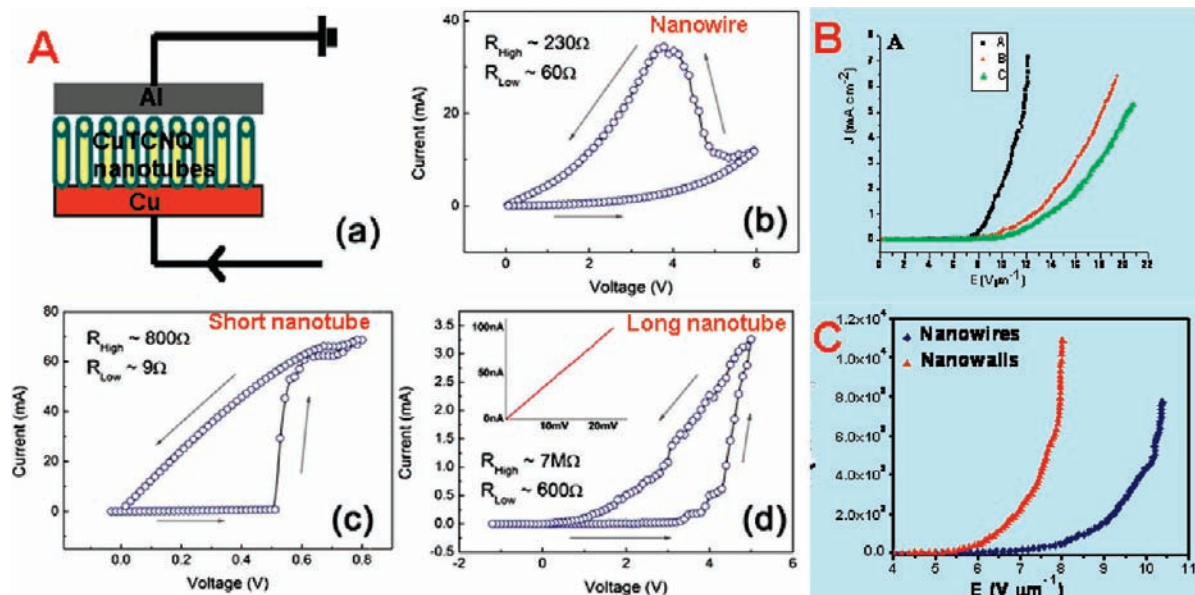 A
Al
CuTCNQ
nanotubes
Cu
(a)
Nanowire
R_High ~ 230Ω
R_Low ~ 60Ω
Current (mA)
40
20
0
0
2
4
6
Voltage (V)
(b)
Short nanotube
R_High ~ 800Ω
R_Low ~ 9Ω
Current (mA)
80
60
40
20
0
0.0
0.2
0.4
0.6
0.8
Voltage (V)
(c)
Long nanotube
100nA
50nA
0nA
10mV
20mV
R_High ~ 7MΩ
R_Low ~ 600Ω
Current (mA)
3.5
3.0
2.5
2.0
1.5
1.0
0.5
0.0
-0.5
-2
0
2
4
6
Voltage (V)
(d)
B
A
A
B
C
J [mA cm⁻²]
8
7
6
5
4
3
2
1
0
0 2 4 6 8 10 12 14 16 18 20 22
E [Vμm⁻¹]
C
Nanowires
Nanowalls
1.2x10⁴
1.0x10⁴
8.0x10³
6.0x10³
4.0x10³
2.0x10³
0.0
4 5 6 7 8 9 10 11
E (V μm⁻¹)